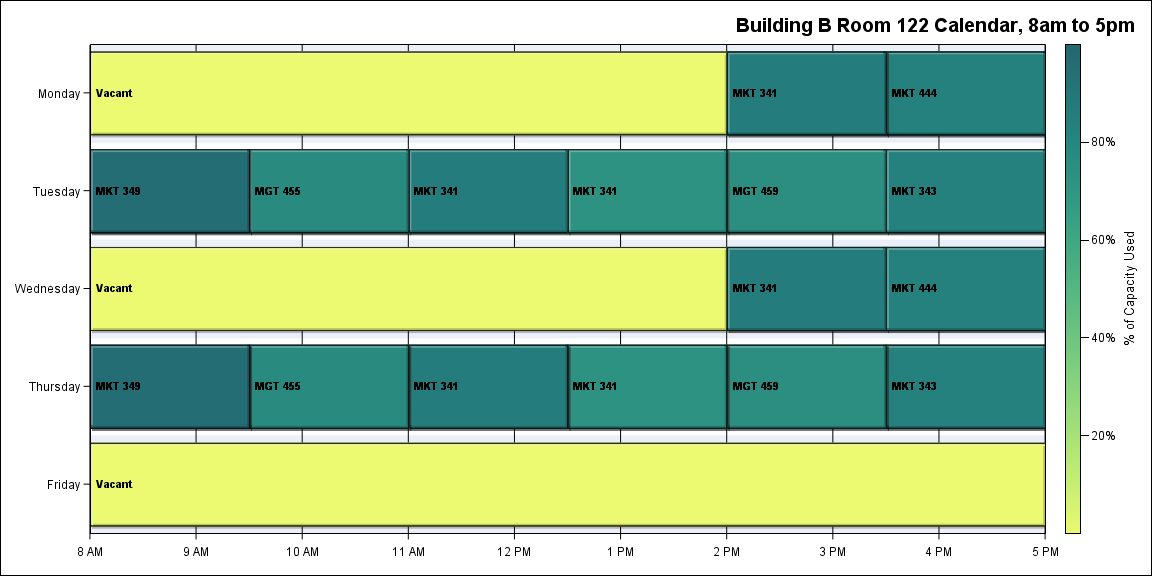 Building B Room 122 Calendar, 8am to 5pm
Monday
Vacant
MKT 341
MKT 444
Tuesday
MKT 349
MGT 455
MKT 341
MKT 341
MGT 459
MKT 343
Wednesday
Vacant
MKT 341
MKT 444
Thursday
MKT 349
MGT 455
MKT 341
MKT 341
MGT 459
MKT 343
Friday
Vacant
8 AM
9 AM
10 AM
11 AM
12 PM
1 PM
2 PM
3 PM
4 PM
5 PM
80%
60%
40%
20%
% of Capacity Used